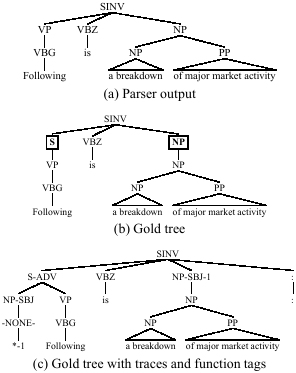 SINV
VP VBZ NP
VBG is NP PP
Following a breakdown of major market activity
(a) Parser output
SINV
S VBZ NP
VP is NP
VBG NP PP
Following a breakdown of major market activity
(b) Gold tree
SINV
S-ADV VBZ NP-SBJ-1 :
NP-SBJ VP is NP :
-NONE- VBG NP PP
*-1 Following a breakdown of major market activity
(c) Gold tree with traces and function tags